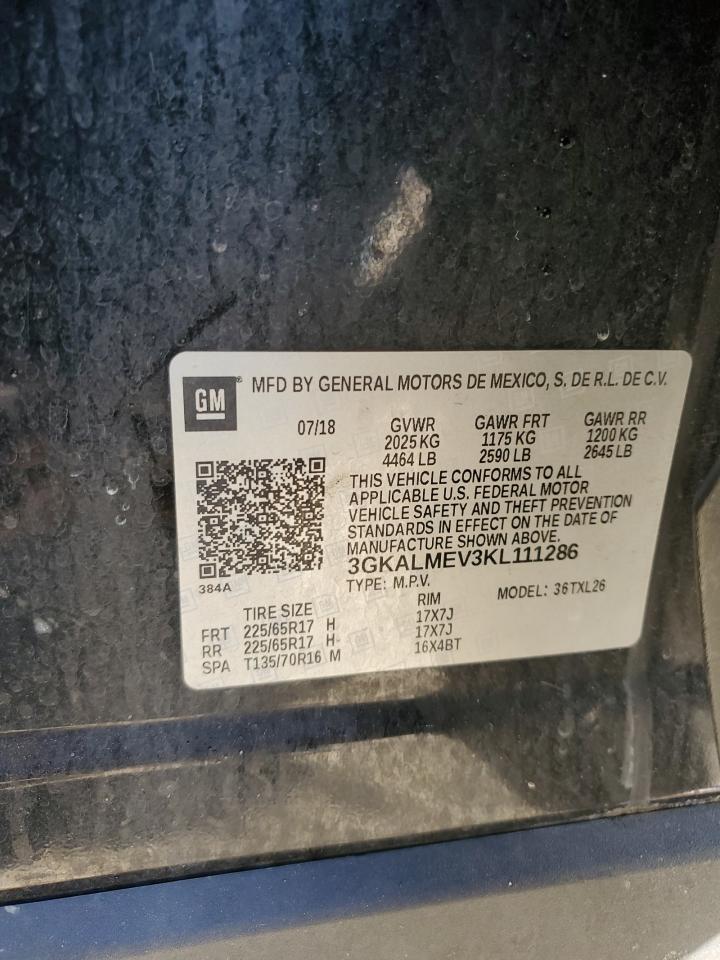 GM ® MFD BY GENERAL MOTORS DE MEXICO, S. DE R.L. DE C.V.
07/18 GVWR GAWR FRT GAWR RR
2025 KG 1175 KG 1200 KG
4464 LB 2590 LB 2645 LB
THIS VEHICLE CONFORMS TO ALL
APPLICABLE U.S. FEDERAL MOTOR
VEHICLE SAFETY AND THEFT PREVENTION
STANDARDS IN EFFECT ON THE DATE OF
MANUFACTURE SHOWN ABOVE.
3GKALMEV3KL111286
384A TYPE: M.P.V. MODEL: 36TXL26
TIRE SIZE RIM
FRT 225/65R17 H 17X7J
RR 225/65R17 H 17X7J
SPA T135/70R16 M 16X4BT